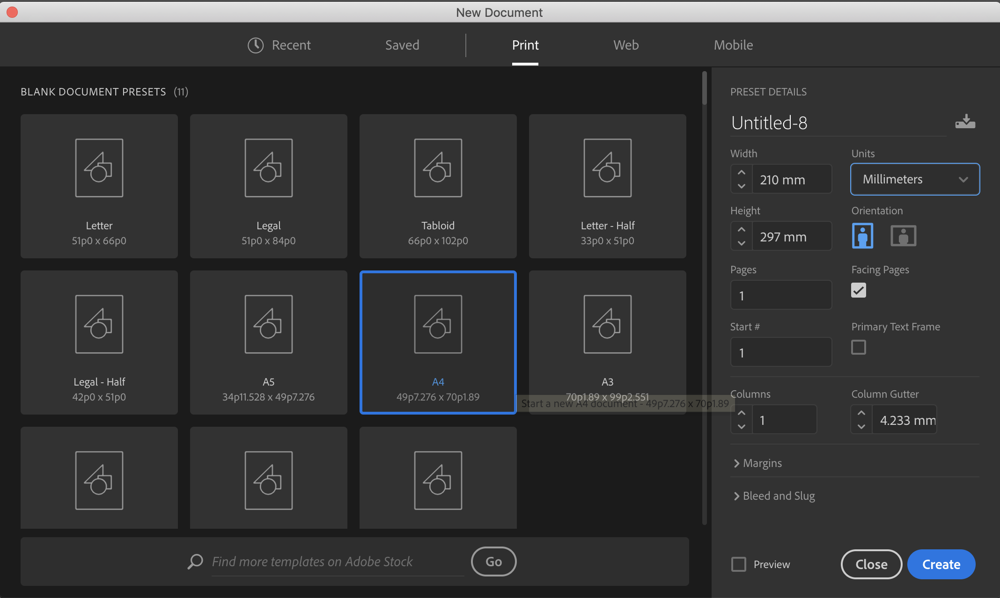 New Document
Recent
Saved
Print
Web
Mobile
BLANK DOCUMENT PRESETS (11)
Letter
51p0 x 66p0
Legal
51p0 x 84p0
Tabloid
66p0 x 102p0
Letter - Half
33p0 x 51p0
Legal - Half
42p0 x 51p0
A5
34p11.528 x 49p7.276
A4
49p7.276 x 70p1.89
A3
70p1.89 x 99p2.551
Start a new A4 document - 49p7.276 x 70p1.89
Find more templates on Adobe Stock
Go
PRESET DETAILS
Untitled-8
Width
Units
210 mm
Millimeters
Height
Orientation
297 mm
Pages
Facing Pages
1
Start #
Primary Text Frame
1
Columns
Column Gutter
1
4.233 mm
Margins
Bleed and Slug
Preview
Close
Create